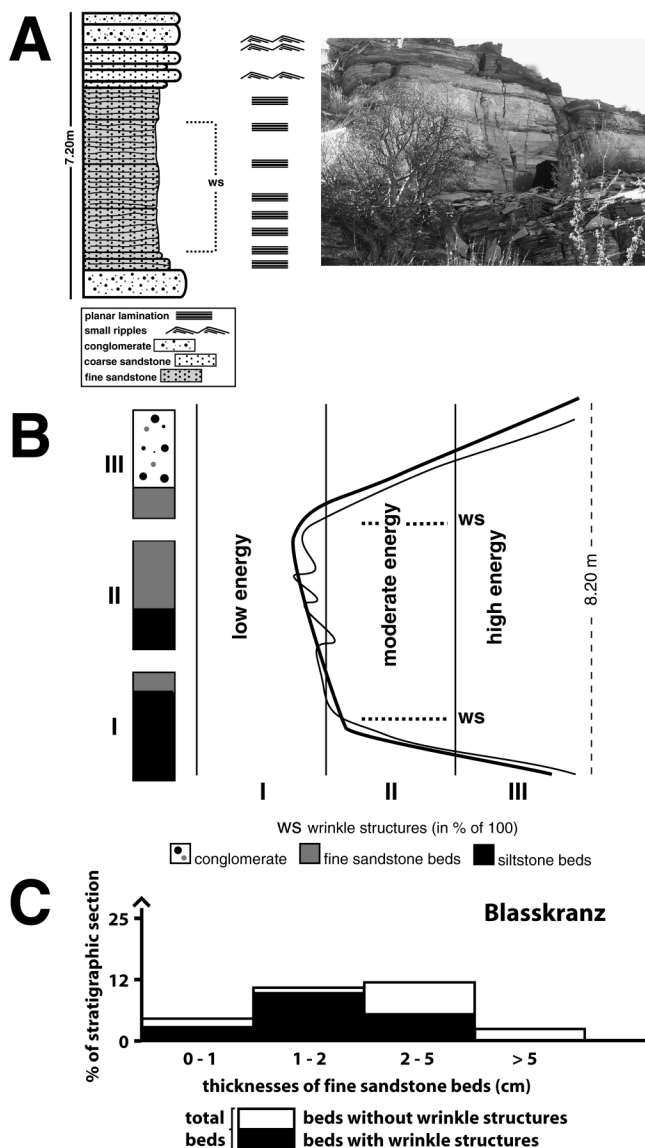 A
7.20m
ws
planar lamination
small ripples
conglomerate
coarse sandstone
fine sandstone
B
III
II
I
low energy
moderate energy
high energy
ws
ws
8.20 m
I
II
III
WS wrinkle structures (in % of 100)
conglomerate fine sandstone beds siltstone beds
C
Blasskranz
% of stratigraphic section
25
12
0
0 - 1 1 - 2 2 - 5 > 5
thicknesses of fine sandstone beds (cm)
total beds without wrinkle structures
beds beds with wrinkle structures